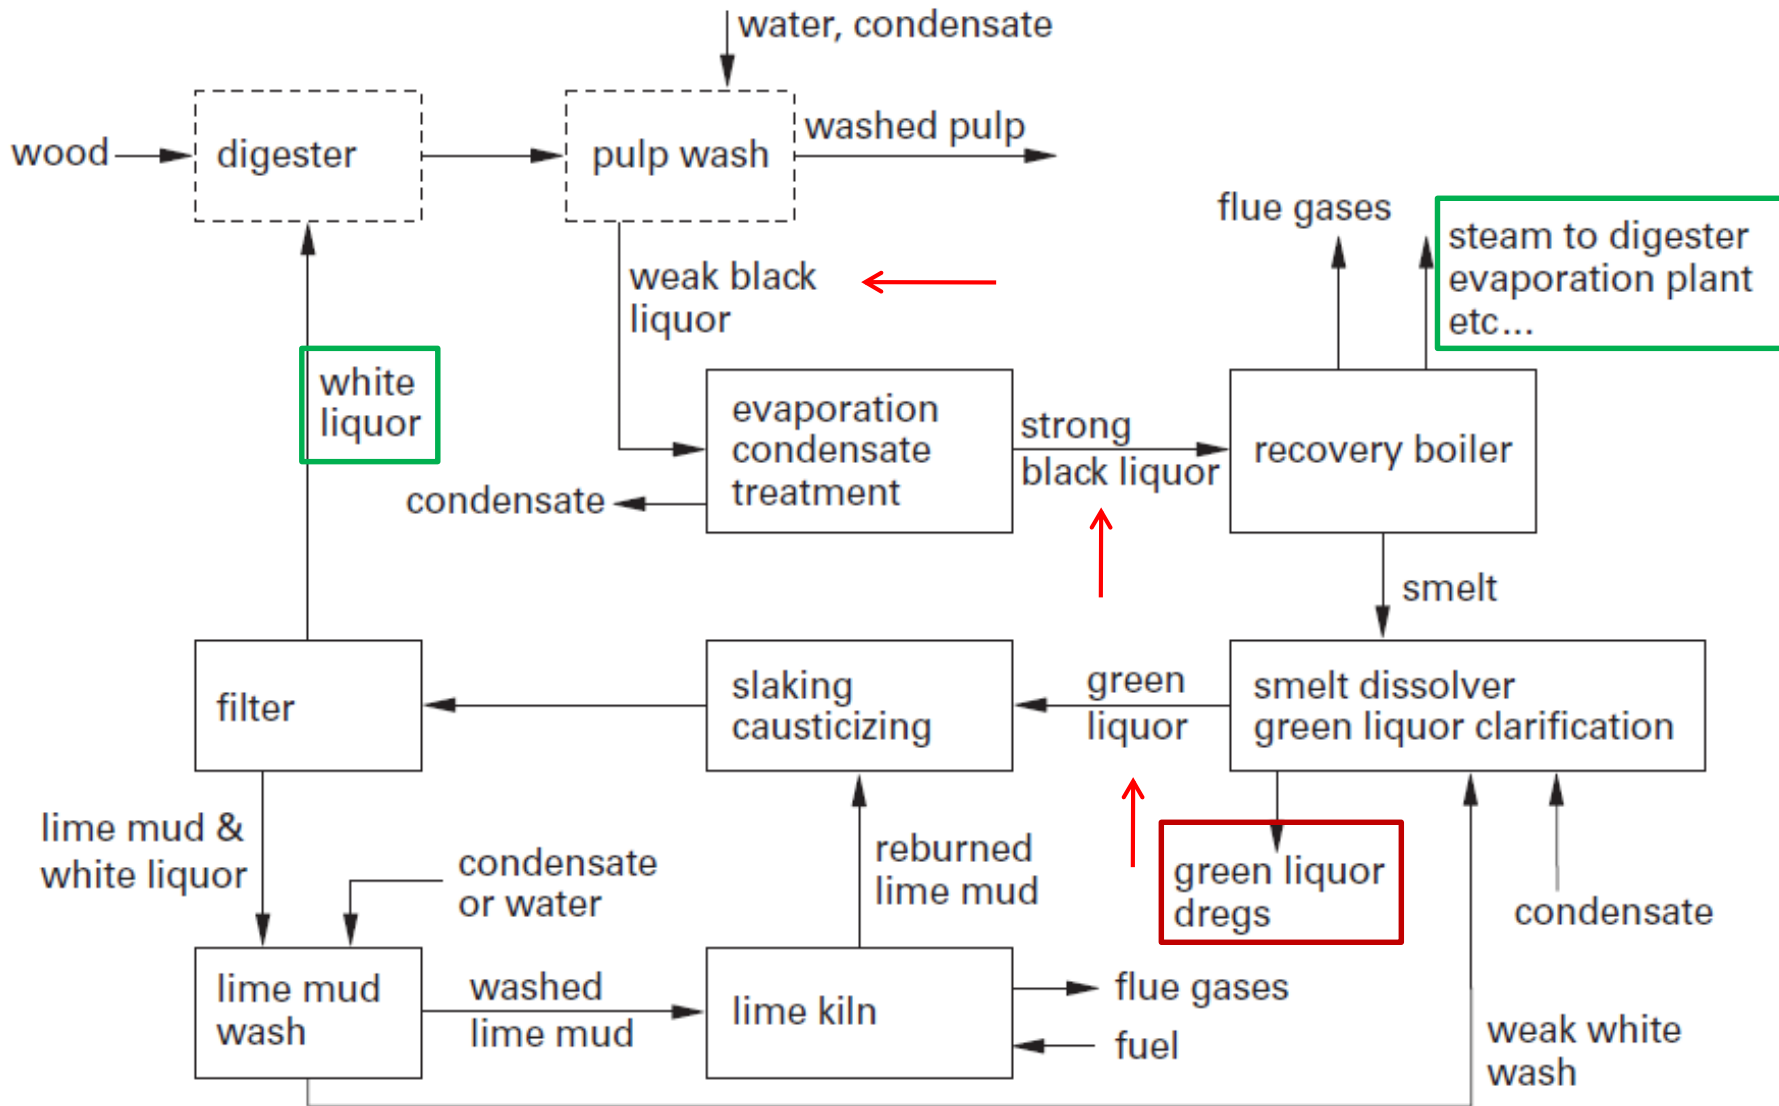 water, condensate
wood
digester
pulp wash
washed pulp
flue gases
steam to digester
evaporation plant
etc...
weak black
liquor
white
liquor
evaporation
condensate
treatment
strong
black liquor
recovery boiler
condensate
smelt
filter
slaking
causticizing
green
liquor
smelt dissolver
green liquor clarification
lime mud &
white liquor
condensate
or water
reburned
lime mud
green liquor
dregs
condensate
lime mud
wash
washed
lime mud
lime kiln
flue gases
fuel
weak white
wash